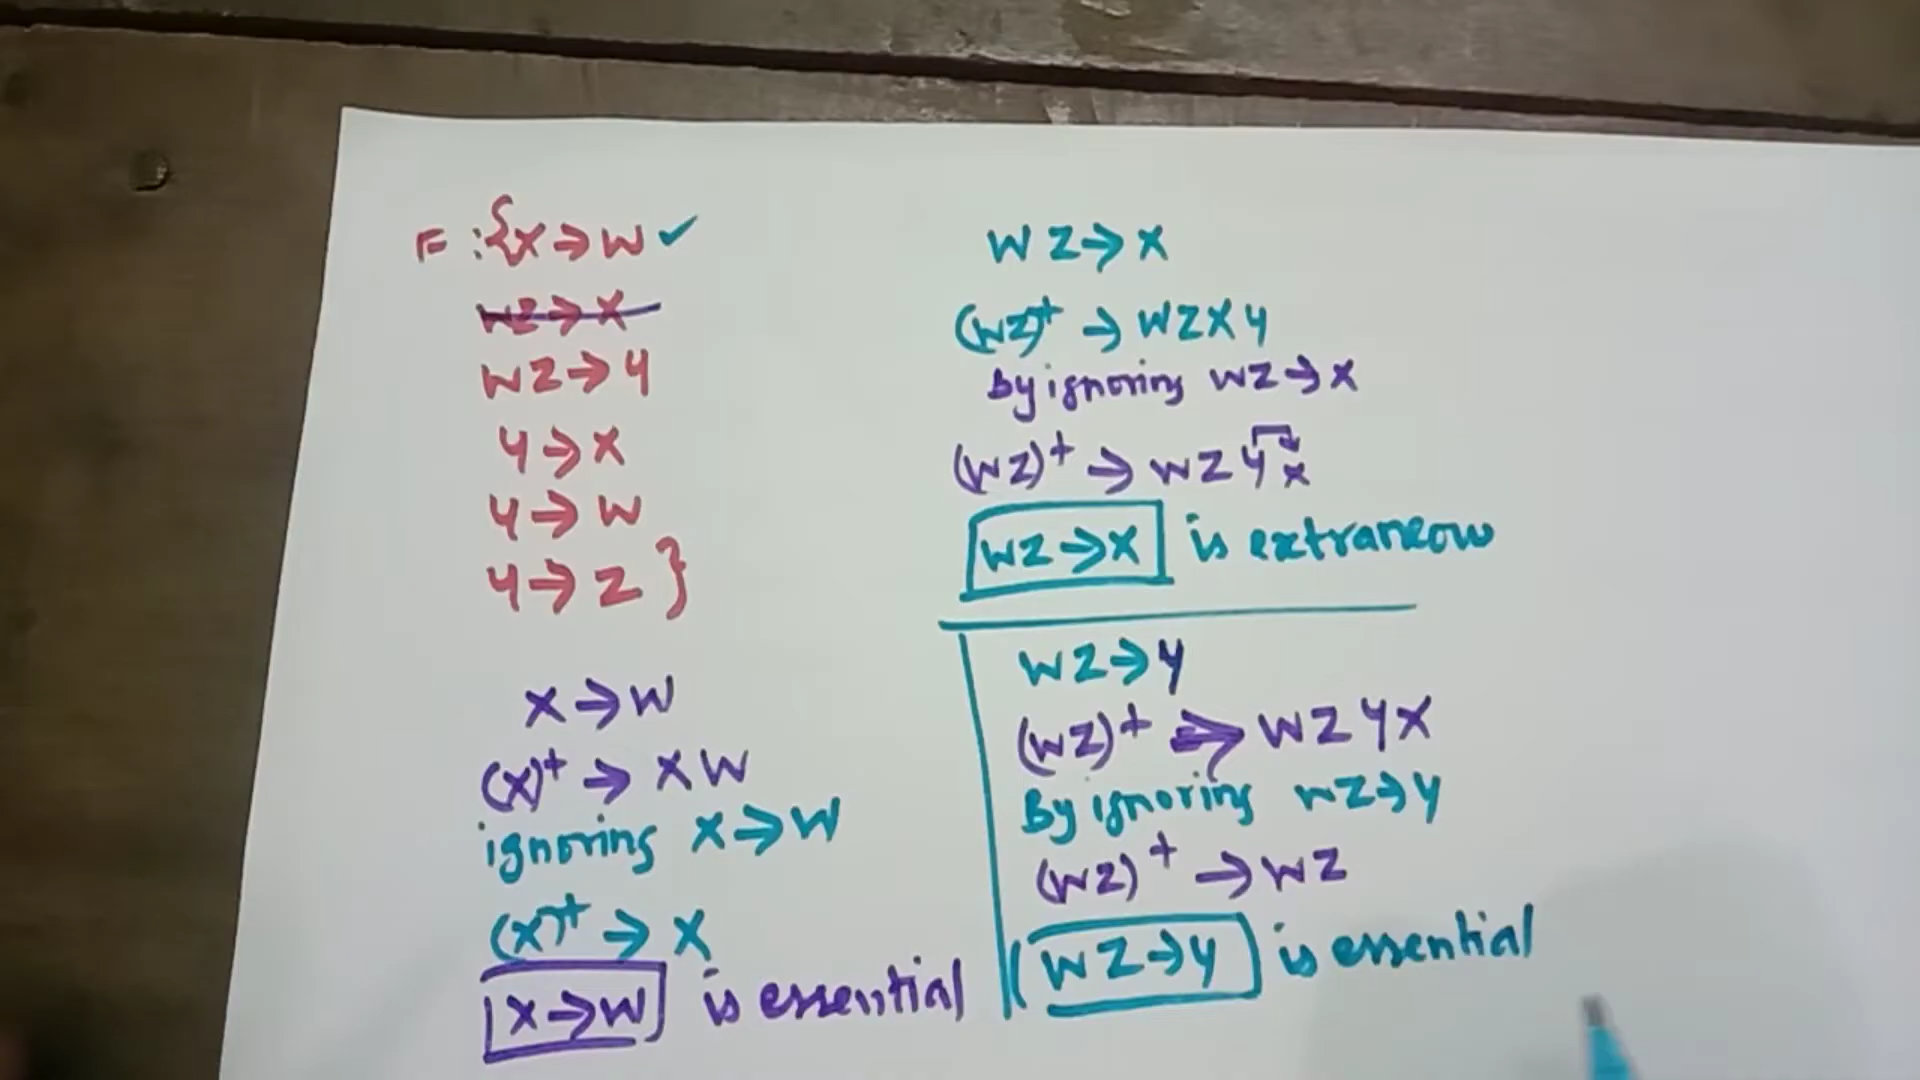 F : {X → W ✓
WZ → X
WZ → Y
Y → X
Y → W
Y → Z }
X → W
(X)⁺ → XW
ignoring X → W
(X)⁺ → X
X → W is essential
WZ → X
(WZ)⁺ → WZXY
By ignoring WZ → X
(WZ)⁺ → WZYX
WZ → X is extraneous
WZ → Y
(WZ)⁺ → WZYX
By ignoring WZ → Y
(WZ)⁺ → WZ
WZ → Y is essential